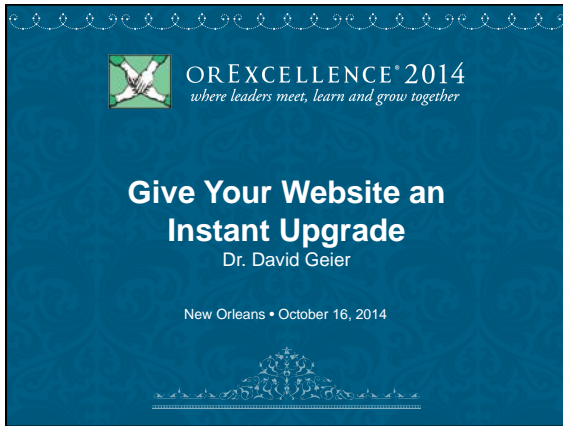 OREXCELLENCE® 2014
where leaders meet, learn and grow together
Give Your Website an
Instant Upgrade
Dr. David Geier
New Orleans • October 16, 2014